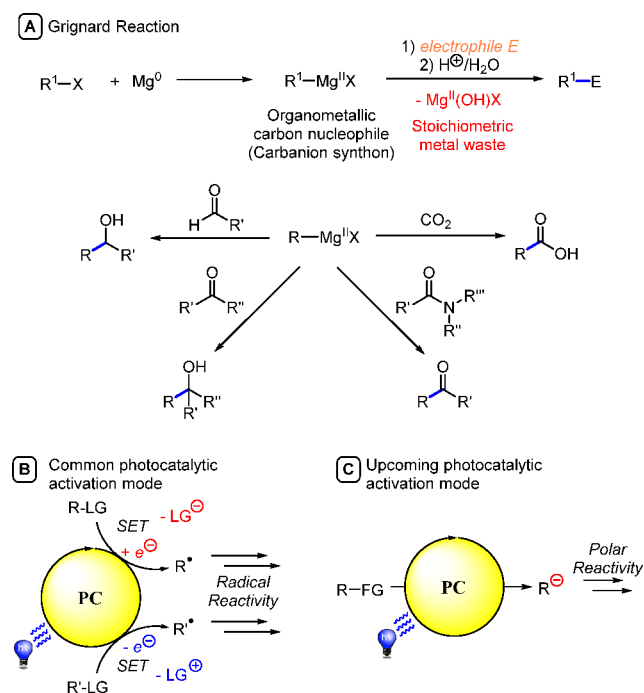 A Grignard Reaction
1) electrophile E
2) H⊕/H2O
R1—X + Mg0 R1—MgIIX R1—E
- MgII(OH)X
Organometallic
carbon nucleophile
(Carbanion synthon)
Stoichiometric
metal waste
O
H R'
OH
R R'
R—MgIIX
CO2
O
R OH
O
R' R''
O
R' N R'''
R''
OH
R R''
R'
O
R R'
B Common photocatalytic
activation mode
R-LG
SET - LG⊖
+ e⊖
R•
PC
Radical
Reactivity
R'•
- e⊖
SET
- LG⊕
hν
R'-LG
C Upcoming photocatalytic
activation mode
Polar
Reactivity
R—FG PC R⊖
hν